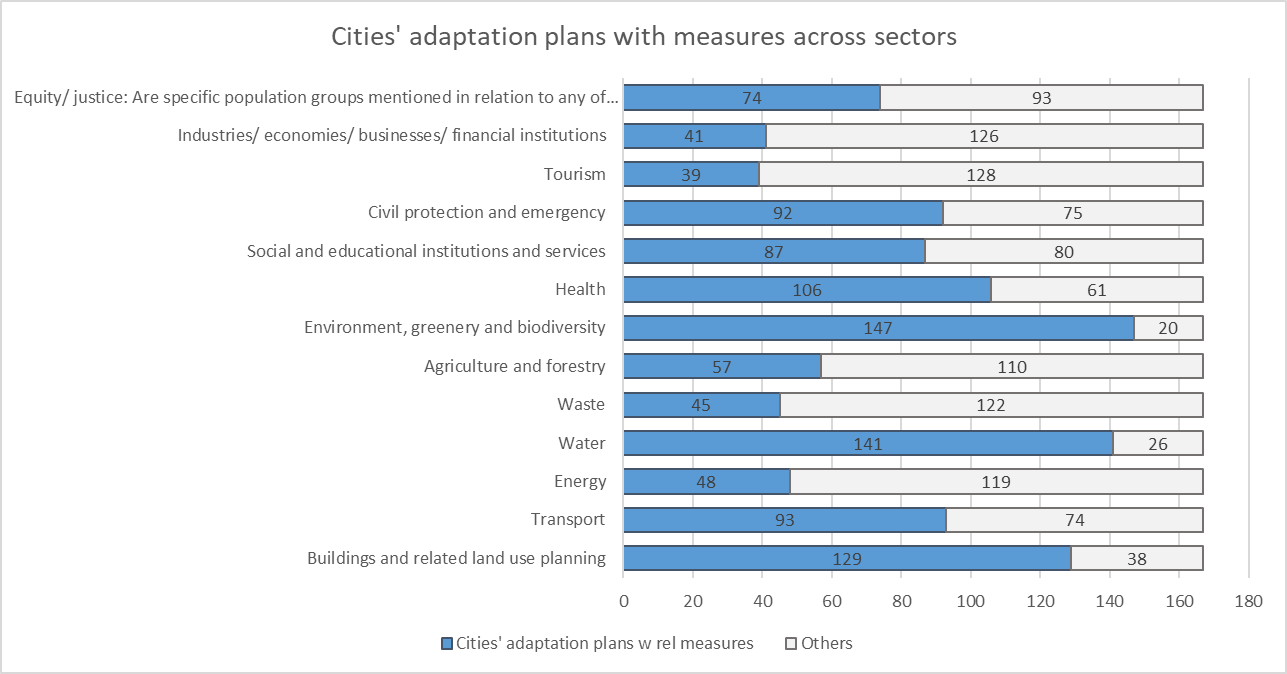 Cities' adaptation plans with measures across sectors
Equity/ justice: Are specific population groups mentioned in relation to any of... 74 93
Industries/ economies/ businesses/ financial institutions 41 126
Tourism 39 128
Civil protection and emergency 92 75
Social and educational institutions and services 87 80
Health 106 61
Environment, greenery and biodiversity 147 20
Agriculture and forestry 57 110
Waste 45 122
Water 141 26
Energy 48 119
Transport 93 74
Buildings and related land use planning 129 38
0 20 40 60 80 100 120 140 160 180
Cities' adaptation plans w rel measures Others